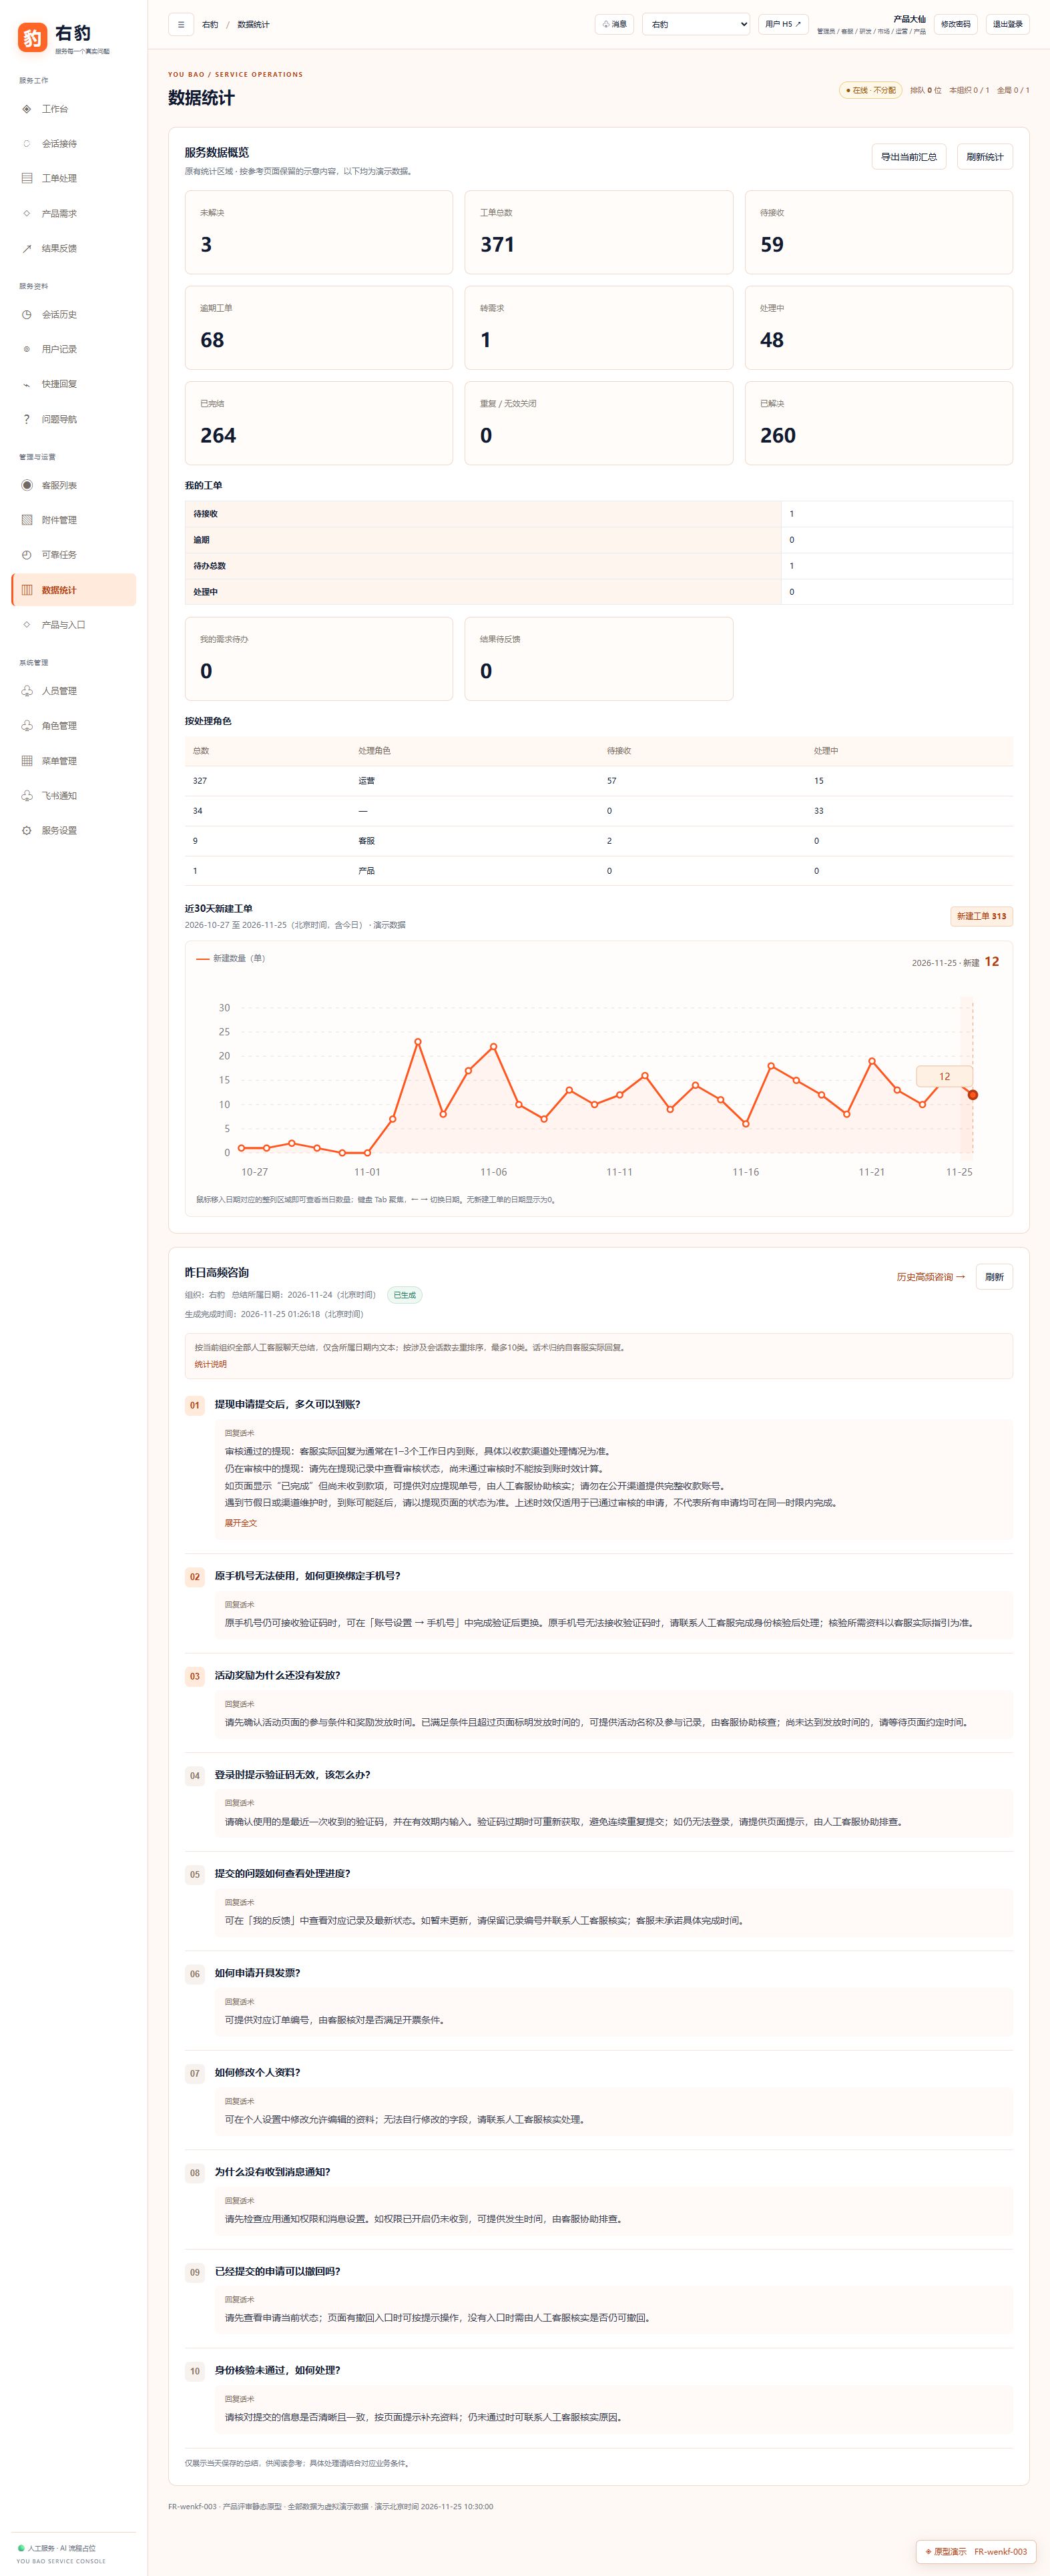 豹
右豹
服务每一个真实问题
服务工作
工作台
会话接待
工单处理
产品需求
结果反馈
服务资料
会话历史
用户记录
快捷回复
问题导航
管理与运营
客服列表
附件管理
可靠任务
数据统计
产品与入口
系统管理
人员管理
角色管理
菜单管理
飞书通知
服务设置
人工服务 · AI 流程占位
YOU BAO SERVICE CONSOLE
右豹 / 数据统计
消息
右豹
用户 H5 ↗
产品大仙
管理员 / 客服 / 研发 / 市场 / 运营 / 产品
修改密码
退出登录
YOU BAO / SERVICE OPERATIONS
数据统计
● 在线 · 不分配
排队 0 位 本组织 0 / 1 全局 0 / 1
服务数据概览
原有统计区域 · 按参考页面保留的示意内容，以下均为演示数据。
导出当前汇总
刷新统计
未解决
3
工单总数
371
待接收
59
逾期工单
68
转需求
1
处理中
48
已完结
264
重复 / 无效关闭
0
已解决
260
我的工单
待接收 1
逾期 0
待办总数 1
处理中 0
我的需求待办
0
结果待反馈
0
按处理角色
总数 处理角色 待接收 处理中
327 运营 57 15
34 — 0 33
9 客服 2 0
1 产品 0 0
近30天新建工单
2026-10-27 至 2026-11-25（北京时间，含今日） · 演示数据
新建工单 313
新建数量（单）
2026-11-25 · 新建 12
30
25
20
15
10
5
0
12
10-27 11-01 11-06 11-11 11-16 11-21 11-25
鼠标移入日期对应的整列区域即可查看当日数量；键盘 Tab 聚焦，← → 切换日期。无新建工单的日期显示为0。
昨日高频咨询
组织：右豹 总结所属日期：2026-11-24（北京时间） 已生成
生成完成时间：2026-11-25 01:26:18（北京时间）
历史高频咨询 →
刷新
按当前组织全部人工客服聊天总结，仅含所属日期内文本；按涉及会话数去重排序，最多10类。话术归纳自客服实际回复。
统计说明
01 提现申请提交后，多久可以到账？
回复话术
审核通过的提现：客服实际回复为通常在1–3个工作日内到账，具体以收款渠道处理情况为准。
仍在审核中的提现：请先在提现记录中查看审核状态，尚未通过审核时不能按到账时效计算。
如页面显示“已完成”但尚未收到款项，可提供对应提现单号，由人工客服协助核实；请勿在公开渠道提供完整收款账号。
遇到节假日或渠道维护时，到账可能延后，请以提现页面的状态为准。上述时效仅适用于已通过审核的申请，不代表所有申请均可在同一时限内完成。
展开全文
02 原手机号无法使用，如何更换绑定手机号？
回复话术
原手机号仍可接收验证码时，可在「账号设置 → 手机号」中完成验证后更换。原手机号无法接收验证码时，请联系人工客服完成身份核验后处理；核验所需资料以客服实际指引为准。
03 活动奖励为什么还没有发放？
回复话术
请先确认活动页面的参与条件和奖励发放时间。已满足条件且超过页面标明发放时间的，可提供活动名称及参与记录，由客服协助核查；尚未达到发放时间的，请等待页面约定时间。
04 登录时提示验证码无效，该怎么办？
回复话术
请确认使用的是最近一次收到的验证码，并在有效期内输入。验证码过期时可重新获取，避免连续重复提交；如仍无法登录，请提供页面提示，由人工客服协助排查。
05 提交的问题如何查看处理进度？
回复话术
可在「我的反馈」中查看对应记录及最新状态。如暂未更新，请保留记录编号并联系人工客服核实；客服未承诺具体完成时间。
06 如何申请开具发票？
回复话术
可提供对应订单编号，由客服核对是否满足开票条件。
07 如何修改个人资料？
回复话术
可在个人设置中修改允许编辑的资料；无法自行修改的字段，请联系人工客服核实处理。
08 为什么没有收到消息通知？
回复话术
请先检查应用通知权限和消息设置。如权限已开启仍未收到，可提供发生时间，由客服协助排查。
09 已经提交的申请可以撤回吗？
回复话术
请先查看申请当前状态；页面有撤回入口时可按提示操作，没有入口时需由人工客服核实是否仍可撤回。
10 身份核验未通过，如何处理？
回复话术
请核对提交的信息是否清晰且一致，按页面提示补充资料；仍未通过时可联系人工客服核实原因。
仅展示当天保存的总结，供阅读参考；具体处理请结合对应业务条件。
FR-wenkf-003 · 产品评审静态原型 · 全部数据为虚拟演示数据 · 演示北京时间 2026-11-25 10:30:00
原型演示 FR-wenkf-003